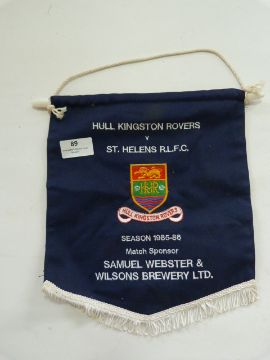 HULL KINGSTON ROVERS
v
ST. HELENS R.L.F.C.
89
HKR
HULL KINGSTON ROVERS
SEASON 1985-86
Match Sponsor
SAMUEL WEBSTER &
WILSONS BREWERY LTD.